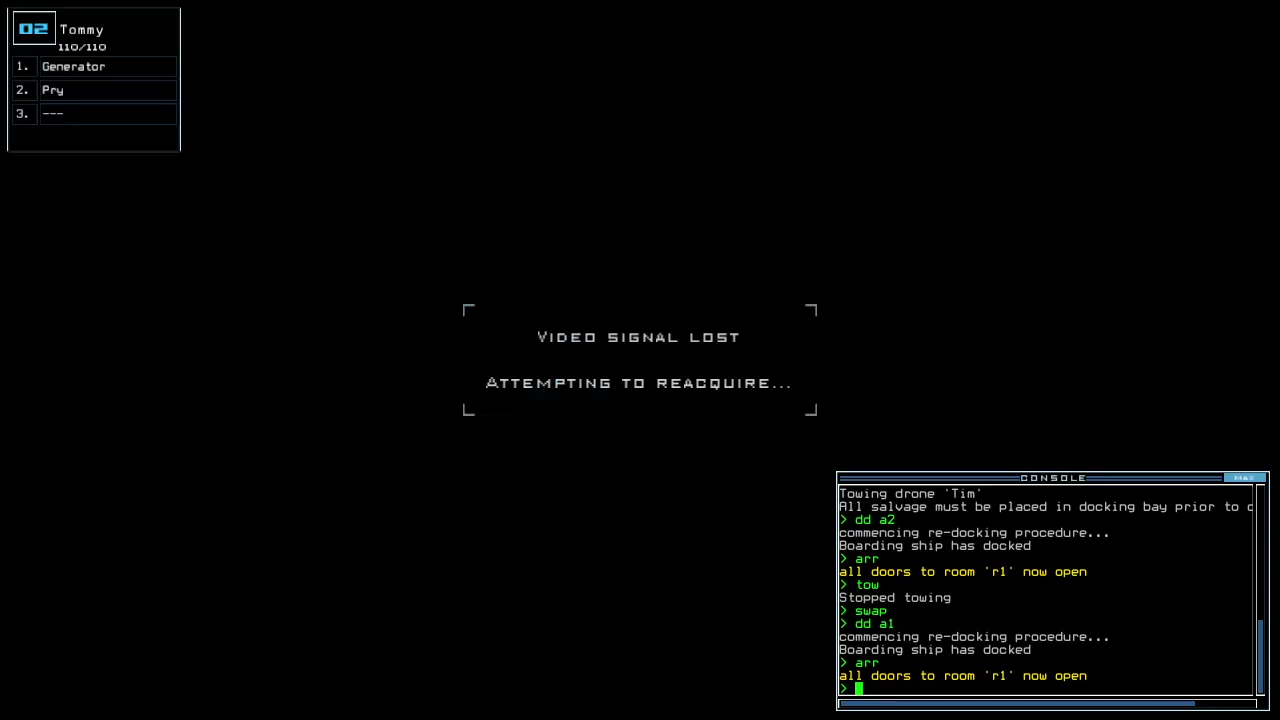 02 Tommy
110/110
1. Generator
2. Pry
3. ---
Video signal lost
Attempting to reacquire...
CONSOLE
MAX
Towing drone 'Tim'
All salvage must be placed in docking bay prior to
> dd a2
commencing re-docking procedure...
Boarding ship has docked
> arr
all doors to room 'r1' now open
> tow
Stopped towing
> swap
> dd a1
commencing re-docking procedure...
Boarding ship has docked
> arr
all doors to room 'r1' now open
>